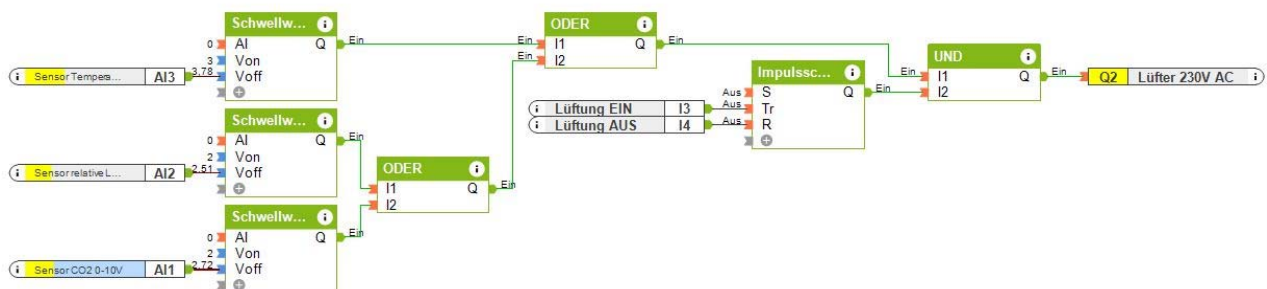 Schwellw... i
0 AI Q Ein
3 Von
3,78 Voff
i Sensor Tempera... AI3
ODER i
Ein I1 Q Ein
Ein I2
Impulssc... i
Aus S Q Ein
Aus Tr
Aus R
i Lüftung EIN I3
i Lüftung AUS I4
UND i
Ein I1 Q Ein
I2
Q2 Lüfter 230V AC i
Schwellw... i
0 AI Q Ein
2 Von
2,51 Voff
i Sensor relative L... AI2
ODER i
I1 Q Ein
I2
Schwellw... i
0 AI Q Ein
2 Von
2,72 Voff
i Sensor CO2 0-10V AI1